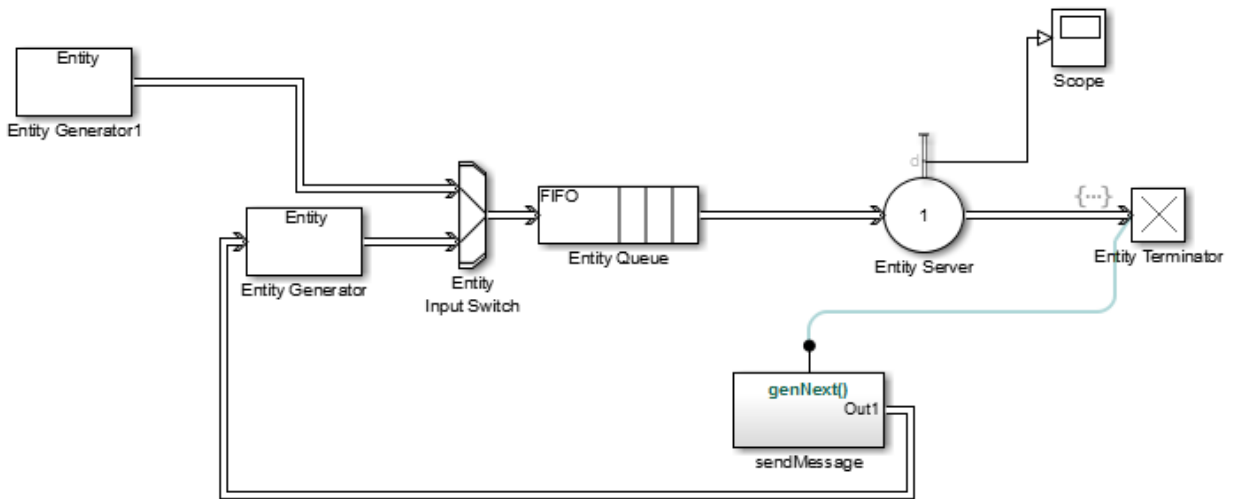 Entity
Entity Generator1
Scope
d
FIFO
1
{...}
Entity
Entity Generator
Entity
Input Switch
Entity Queue
Entity Server
Entity Terminator
genNext()
Out1
sendMessage